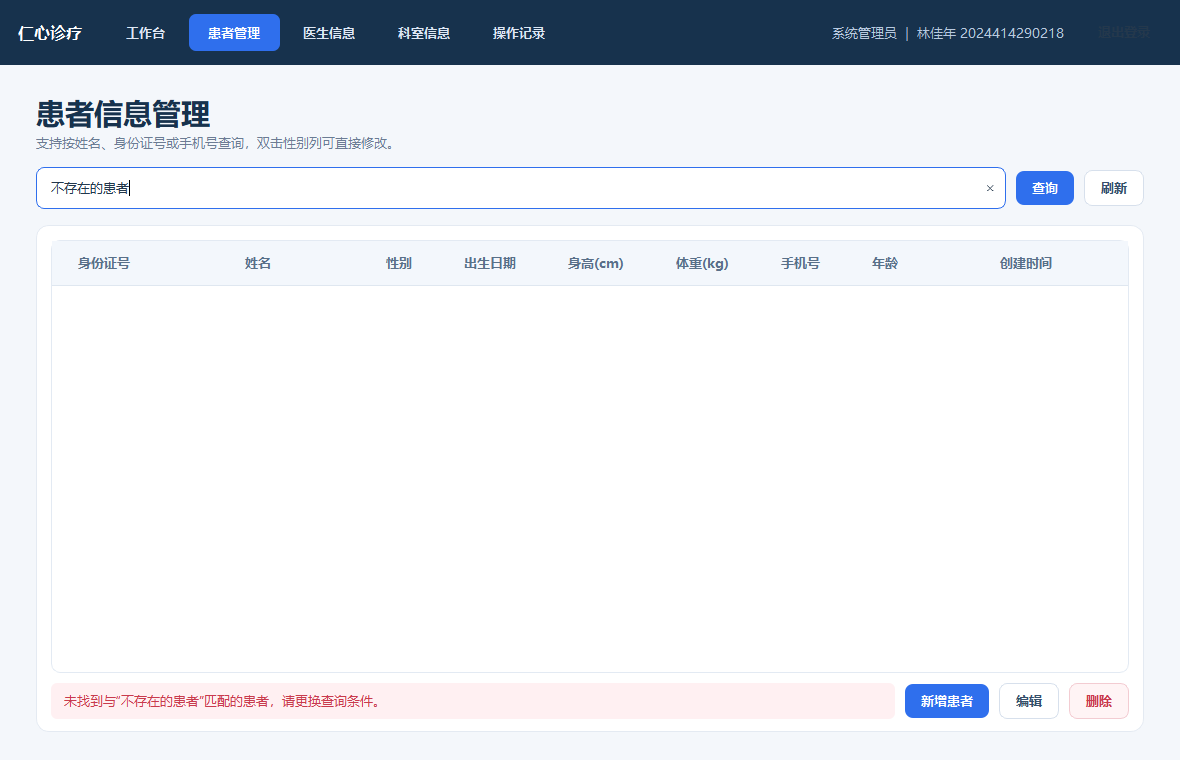 仁心诊疗 工作台 患者管理 医生信息 科室信息 操作记录 系统管理员 | 林佳年 2024414290218 退出登录
患者信息管理
支持按姓名、身份证号或手机号查询，双击性别列可直接修改。
不存在的患者 × 查询 刷新
身份证号 姓名 性别 出生日期 身高(cm) 体重(kg) 手机号 年龄 创建时间
未找到与“不存在的患者”匹配的患者，请更换查询条件。 新增患者 编辑 删除